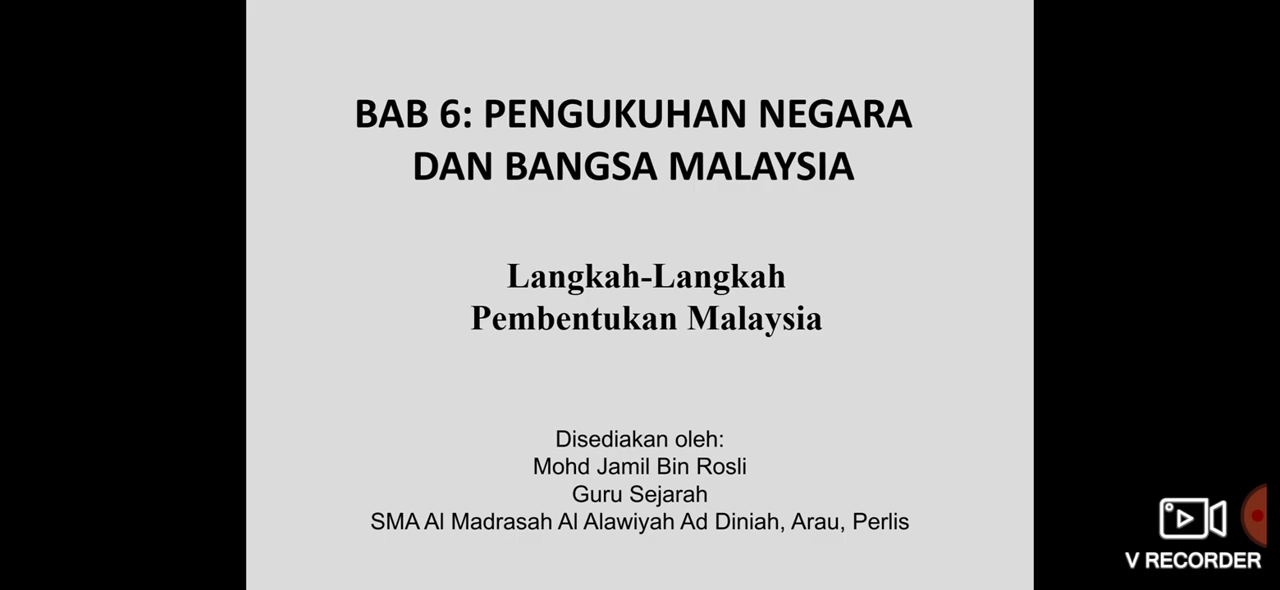 BAB 6: PENGUKUHAN NEGARA
DAN BANGSA MALAYSIA
Langkah-Langkah
Pembentukan Malaysia
Disediakan oleh:
Mohd Jamil Bin Rosli
Guru Sejarah
SMA Al Madrasah Al Alawiyah Ad Diniah, Arau, Perlis
V RECORDER